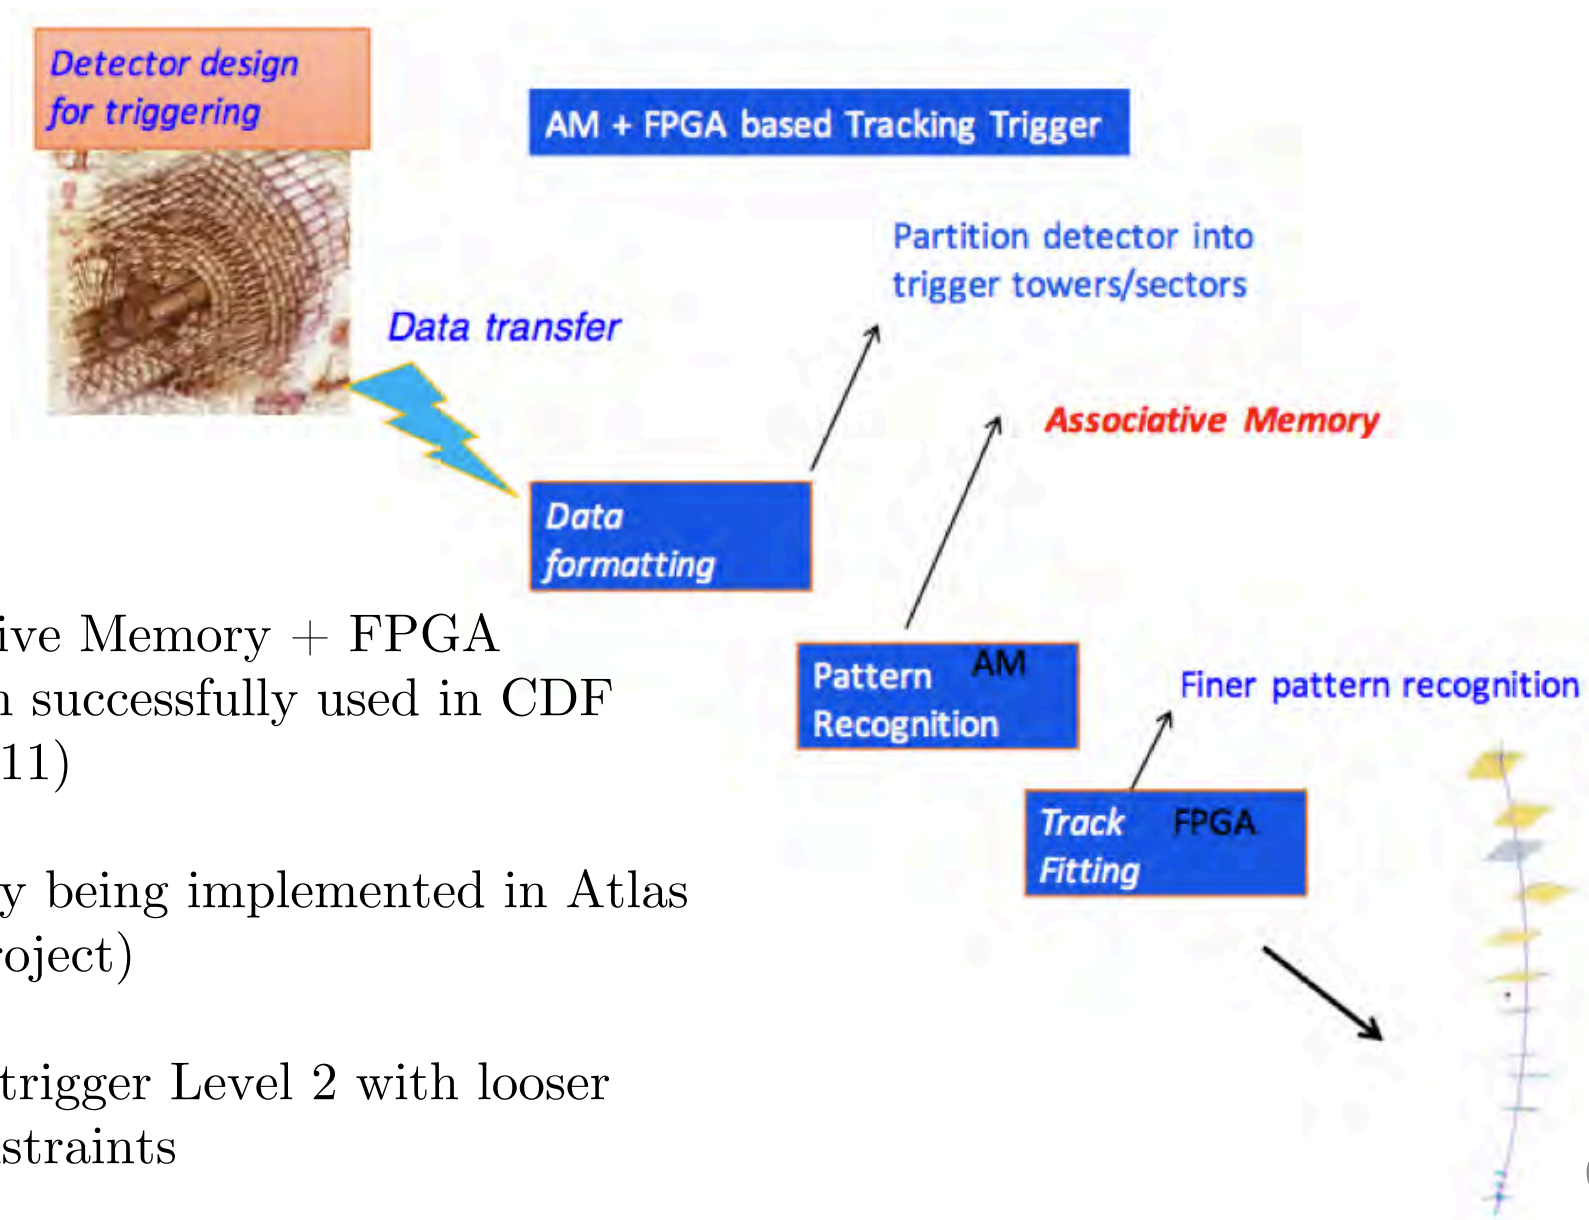 Detector design
for triggering
AM + FPGA based Tracking Trigger
Partition detector into
trigger towers/sectors
Data transfer
Associative Memory
Data
formatting
ive Memory + FPGA
n successfully used in CDF
11)
Pattern AM
Recognition
Finer pattern recognition
Track FPGA
Fitting
y being implemented in Atlas
roject)
trigger Level 2 with looser
straints